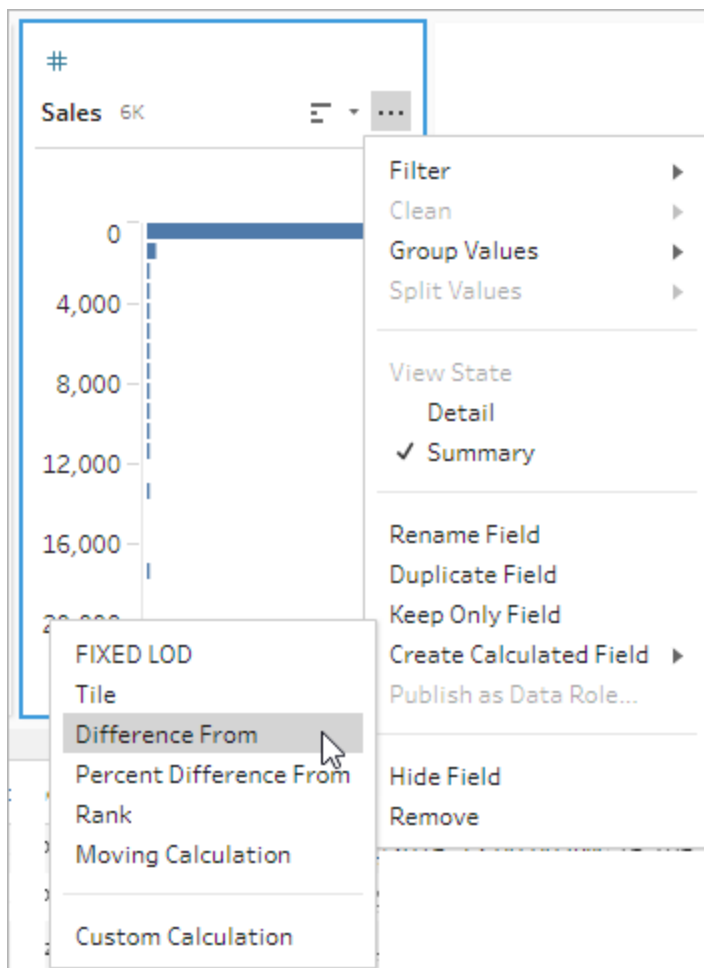 #
Sales 6K
0
4,000
8,000
12,000
16,000
Filter
Clean
Group Values
Split Values
View State
Detail
✓ Summary
Rename Field
Duplicate Field
Keep Only Field
Create Calculated Field
Publish as Data Role...
Hide Field
Remove
FIXED LOD
Tile
Difference From
Percent Difference From
Rank
Moving Calculation
Custom Calculation